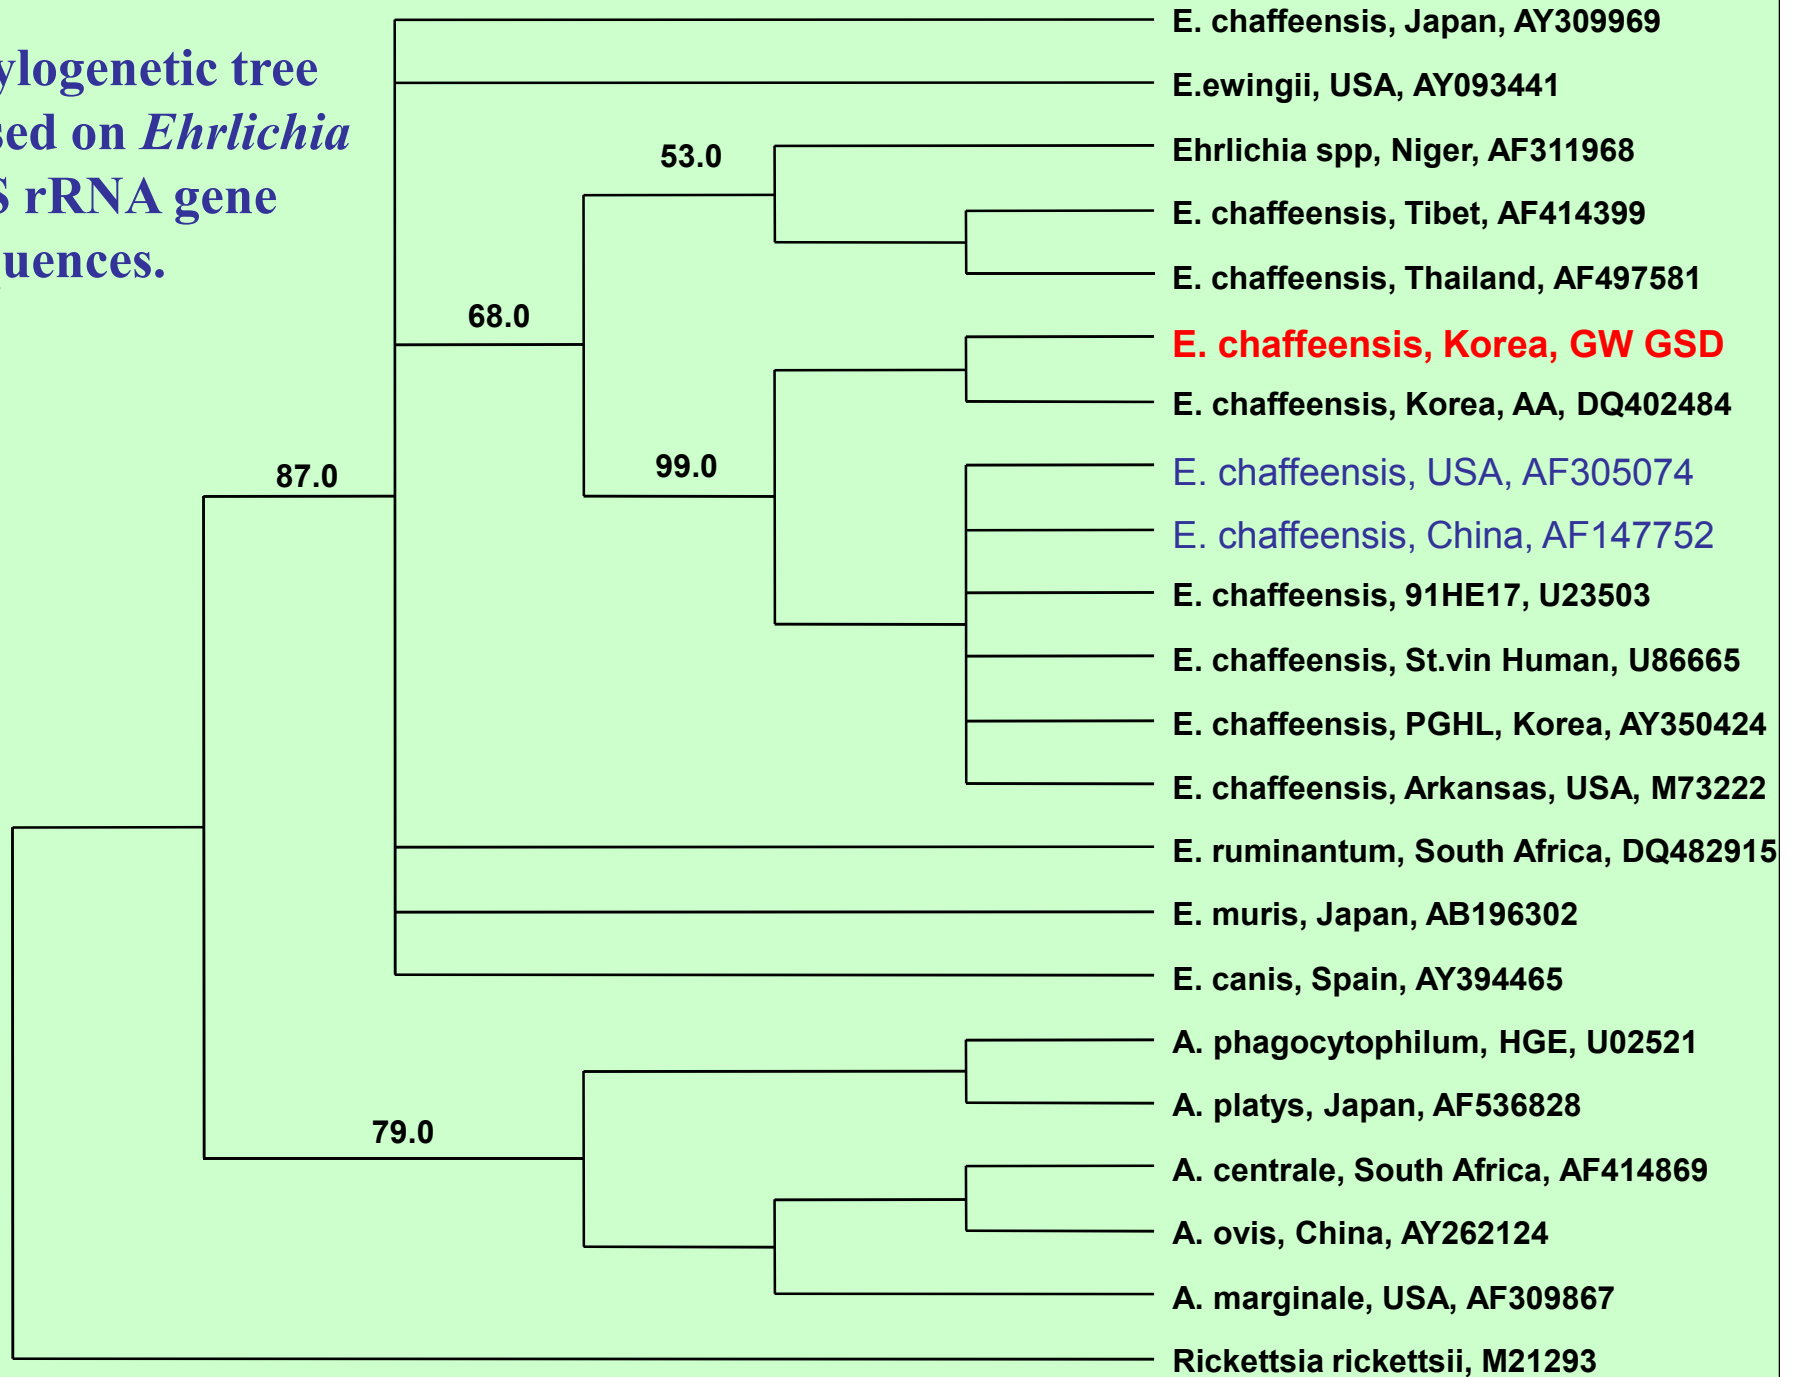 E. chaffeensis, Japan, AY309969
ylogenetic tree
sed on Ehrlichia
S rRNA gene
uences.
E.ewingii, USA, AY093441
53.0
Ehrlichia spp, Niger, AF311968
E. chaffeensis, Tibet, AF414399
E. chaffeensis, Thailand, AF497581
68.0
E. chaffeensis, Korea, GW GSD
E. chaffeensis, Korea, AA, DQ402484
99.0
87.0
E. chaffeensis, USA, AF305074
E. chaffeensis, China, AF147752
E. chaffeensis, 91HE17, U23503
E. chaffeensis, St.vin Human, U86665
E. chaffeensis, PGHL, Korea, AY350424
E. chaffeensis, Arkansas, USA, M73222
E. ruminantum, South Africa, DQ482915
E. muris, Japan, AB196302
E. canis, Spain, AY394465
A. phagocytophilum, HGE, U02521
A. platys, Japan, AF536828
79.0
A. centrale, South Africa, AF414869
A. ovis, China, AY262124
A. marginale, USA, AF309867
Rickettsia rickettsii, M21293